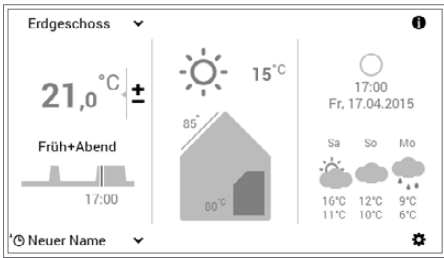 Erdgeschoss
21,0 °C ±
Früh+Abend
17:00
Neuer Name
15°C
85°
80°C
17:00
Fr, 17.04.2015
Sa So Mo
16°C 12°C 9°C
11°C 10°C 6°C